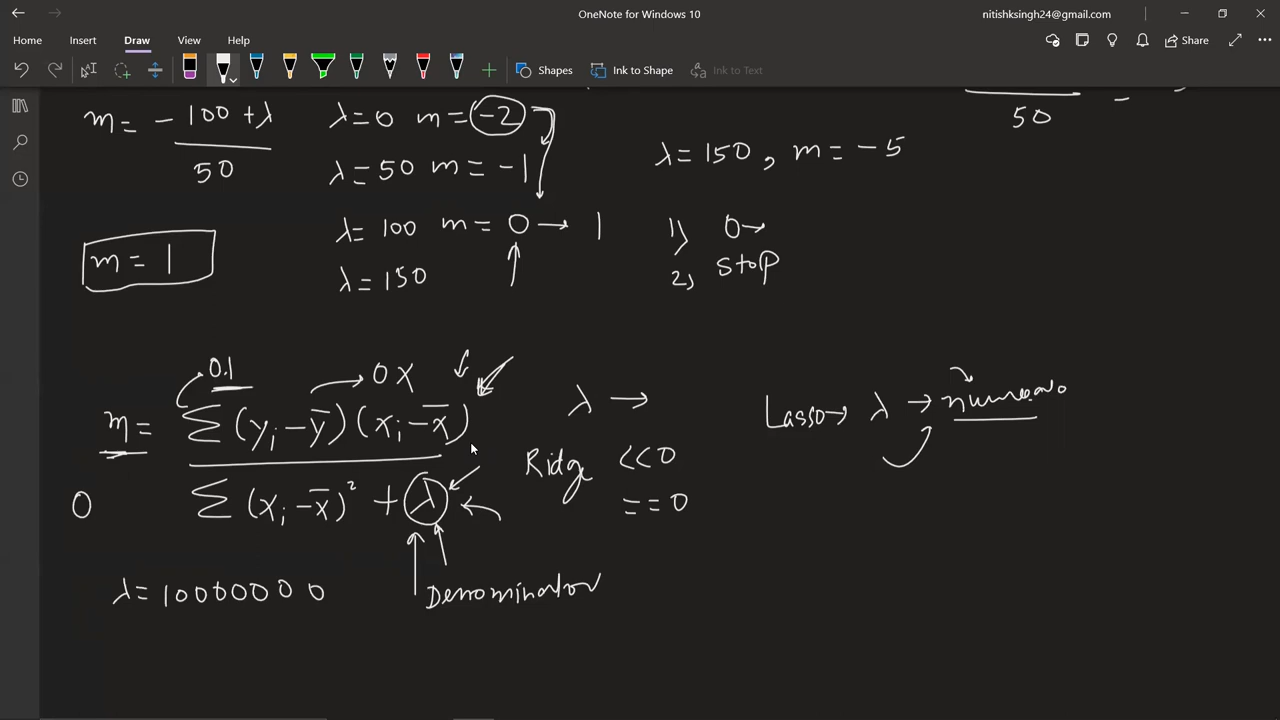 OneNote for Windows 10
nitishksingh24@gmail.com
Home Insert Draw View Help
Share
Shapes Ink to Shape Ink to Text
m = - 100 + λ / 50
λ = 0 m = -2
λ = 50 m = -1
λ = 100 m = 0 → 1
λ = 150
50
λ = 150, m = -5
1) 0 →
2) stop
m = 1
0.1
0 X
m = Σ (yi - ȳ) (xi - x̄) / Σ (xi - x̄)² + λ
0
λ = 10000000
Denominator
λ →
Ridge << 0
== 0
Lasso → λ →